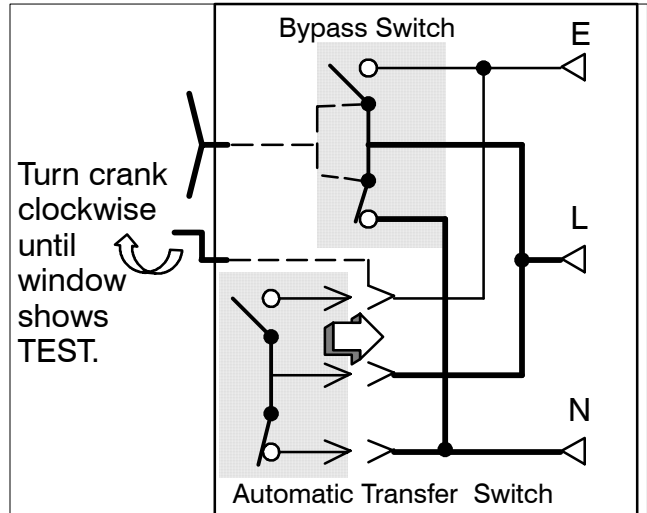 Bypass Switch
E
Turn crank
clockwise
until
window
shows
TEST.
L
N
Automatic Transfer Switch